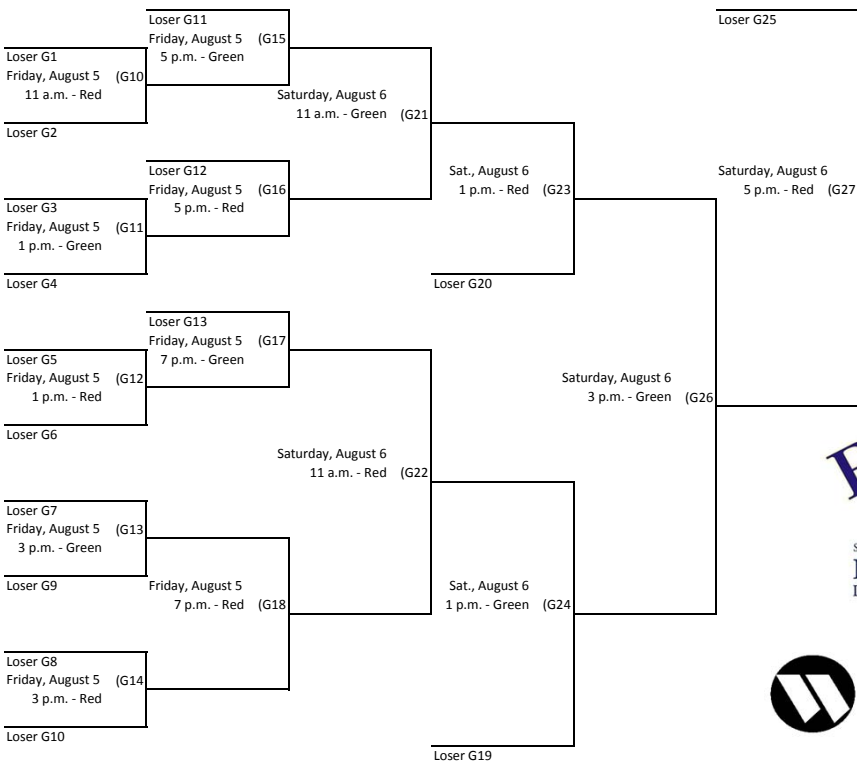 Loser G11
Friday, August 5 (G15
5 p.m. - Green
Loser G25
Loser G1
Friday, August 5 (G10
11 a.m. - Red
Loser G2
Saturday, August 6
11 a.m. - Green (G21
Loser G12
Friday, August 5 (G16
5 p.m. - Red
Sat., August 6
1 p.m. - Red (G23
Saturday, August 6
5 p.m. - Red (G27
Loser G3
Friday, August 5 (G11
1 p.m. - Green
Loser G4
Loser G20
Loser G13
Friday, August 5 (G17
7 p.m. - Green
Loser G5
Friday, August 5 (G12
1 p.m. - Red
Loser G6
Saturday, August 6
3 p.m. - Green (G26
Saturday, August 6
11 a.m. - Red (G22
Loser G7
Friday, August 5 (G13
3 p.m. - Green
Loser G9
Friday, August 5
7 p.m. - Red (G18
Sat., August 6
1 p.m. - Green (G24
Loser G8
Friday, August 5 (G14
3 p.m. - Red
Loser G10
Loser G19